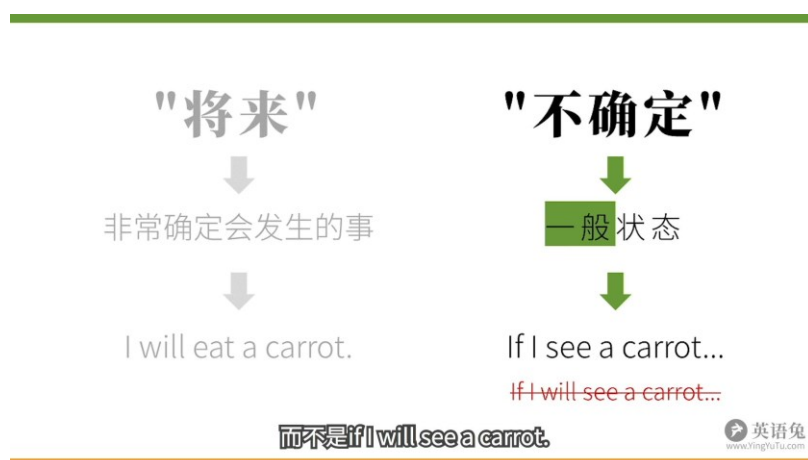 "将来"
非常确定会发生的事
I will eat a carrot.
"不确定"
一般状态
If I see a carrot...
If I will see a carrot...
而不是if I will see a carrot.
英语兔
www.YingYuTu.com